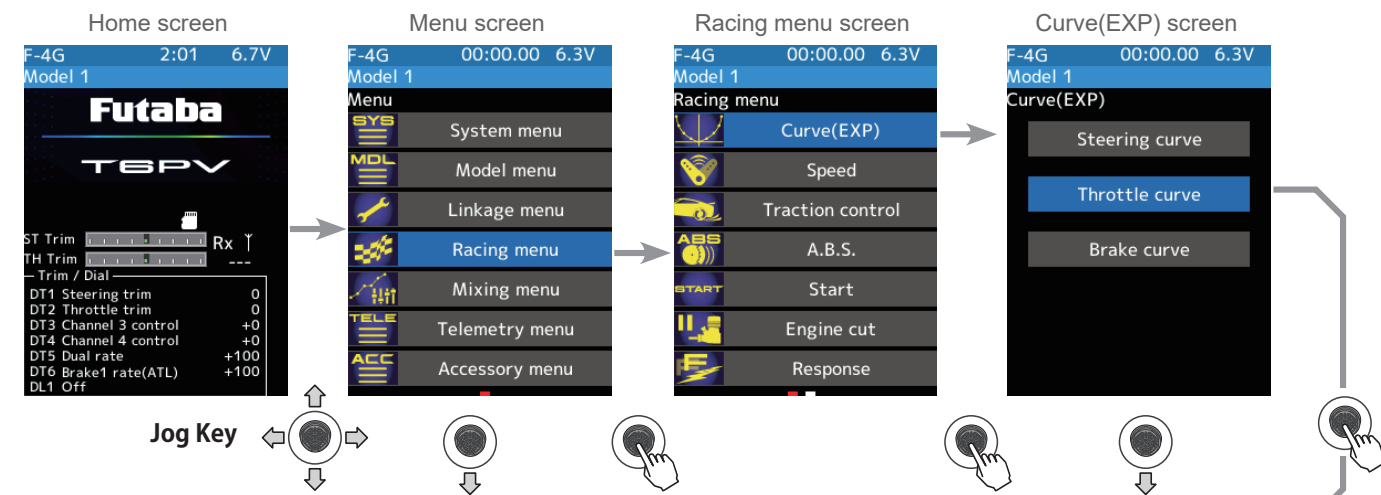 Home screen
F-4G 2:01 6.7V
Model 1
Futaba
T6PV
ST Trim
Rx
TH Trim
---
Trim / Dial
DT1 Steering trim 0
DT2 Throttle trim 0
DT3 Channel 3 control +0
DT4 Channel 4 control +0
DT5 Dual rate +100
DT6 Brake1 rate(ATL) +100
DL1 Off
Menu screen
F-4G 00:00.00 6.3V
Model 1
Menu
SYS System menu
MDL Model menu
Linkage menu
Racing menu
Mixing menu
TELE Telemetry menu
ACC Accessory menu
Racing menu screen
F-4G 00:00.00 6.3V
Model 1
Racing menu
Curve(EXP)
Speed
Traction control
ABS A.B.S.
START Start
Engine cut
Response
Curve(EXP) screen
F-4G 00:00.00 6.3V
Model 1
Curve(EXP)
Steering curve
Throttle curve
Brake curve
Jog Key